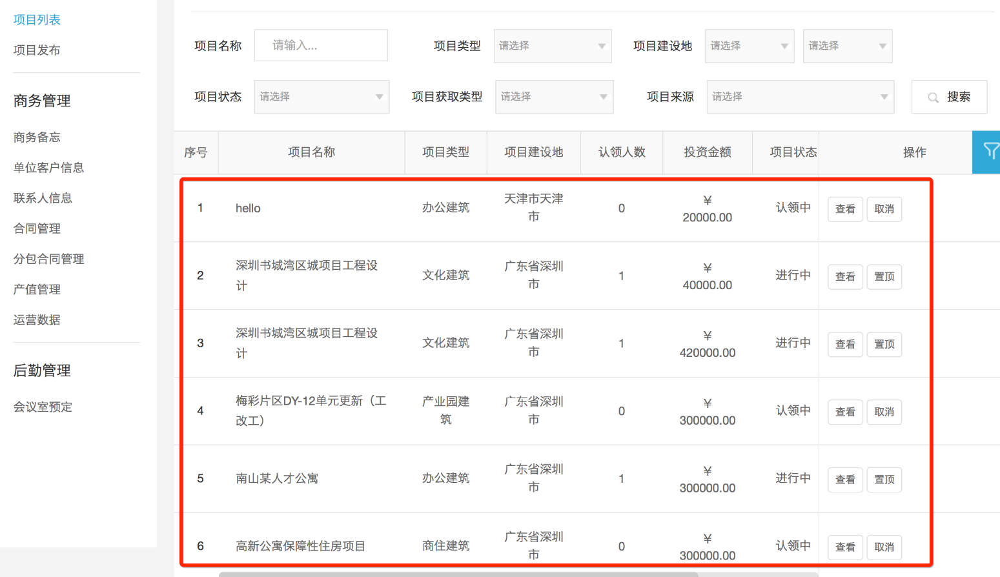 项目列表
项目发布
商务管理
商务备忘
单位客户信息
联系人信息
合同管理
分包合同管理
产值管理
运营数据
后勤管理
会议室预定
项目名称 请输入... 项目类型 请选择 项目建设地 请选择 请选择
项目状态 请选择 项目获取类型 请选择 项目来源 请选择 搜索
序号 项目名称 项目类型 项目建设地 认领人数 投资金额 项目状态 操作
1 hello 办公建筑 天津市天津 0 ¥ 认领中 查看 取消
市 20000.00
2 深圳书城湾区城项目工程设 文化建筑 广东省深圳 1 ¥ 进行中 查看 置顶
计 市 40000.00
3 深圳书城湾区城项目工程设 文化建筑 广东省深圳 1 ¥ 进行中 查看 置顶
计 市 420000.00
4 梅彩片区DY-12单元更新（工 产业园建 广东省深圳 0 ¥ 认领中 查看 取消
改工） 筑 市 300000.00
5 南山某人才公寓 办公建筑 广东省深圳 1 ¥ 进行中 查看 置顶
市 300000.00
6 高新公寓保障性住房项目 商住建筑 广东省深圳 0 ¥ 认领中 查看 取消
市 300000.00